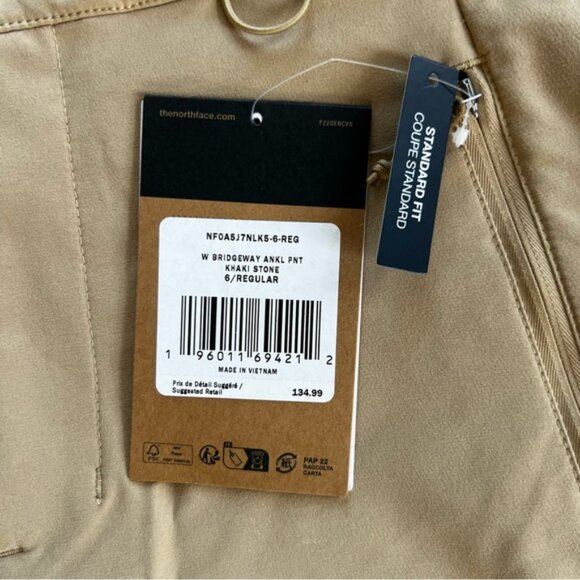 thenorthface.com
STANDARD FIT
COUPE STANDARD
NF0A5J7NLK5-6-REG
W BRIDGEWAY ANKL PNT
KHAKI STONE
6/REGULAR
1 96011 69421 2
MADE IN VIETNAM
Prix de Détail Suggéré /
Suggested Retail 134.99
FSC
PAP 22
RACCOLTA
CARTA